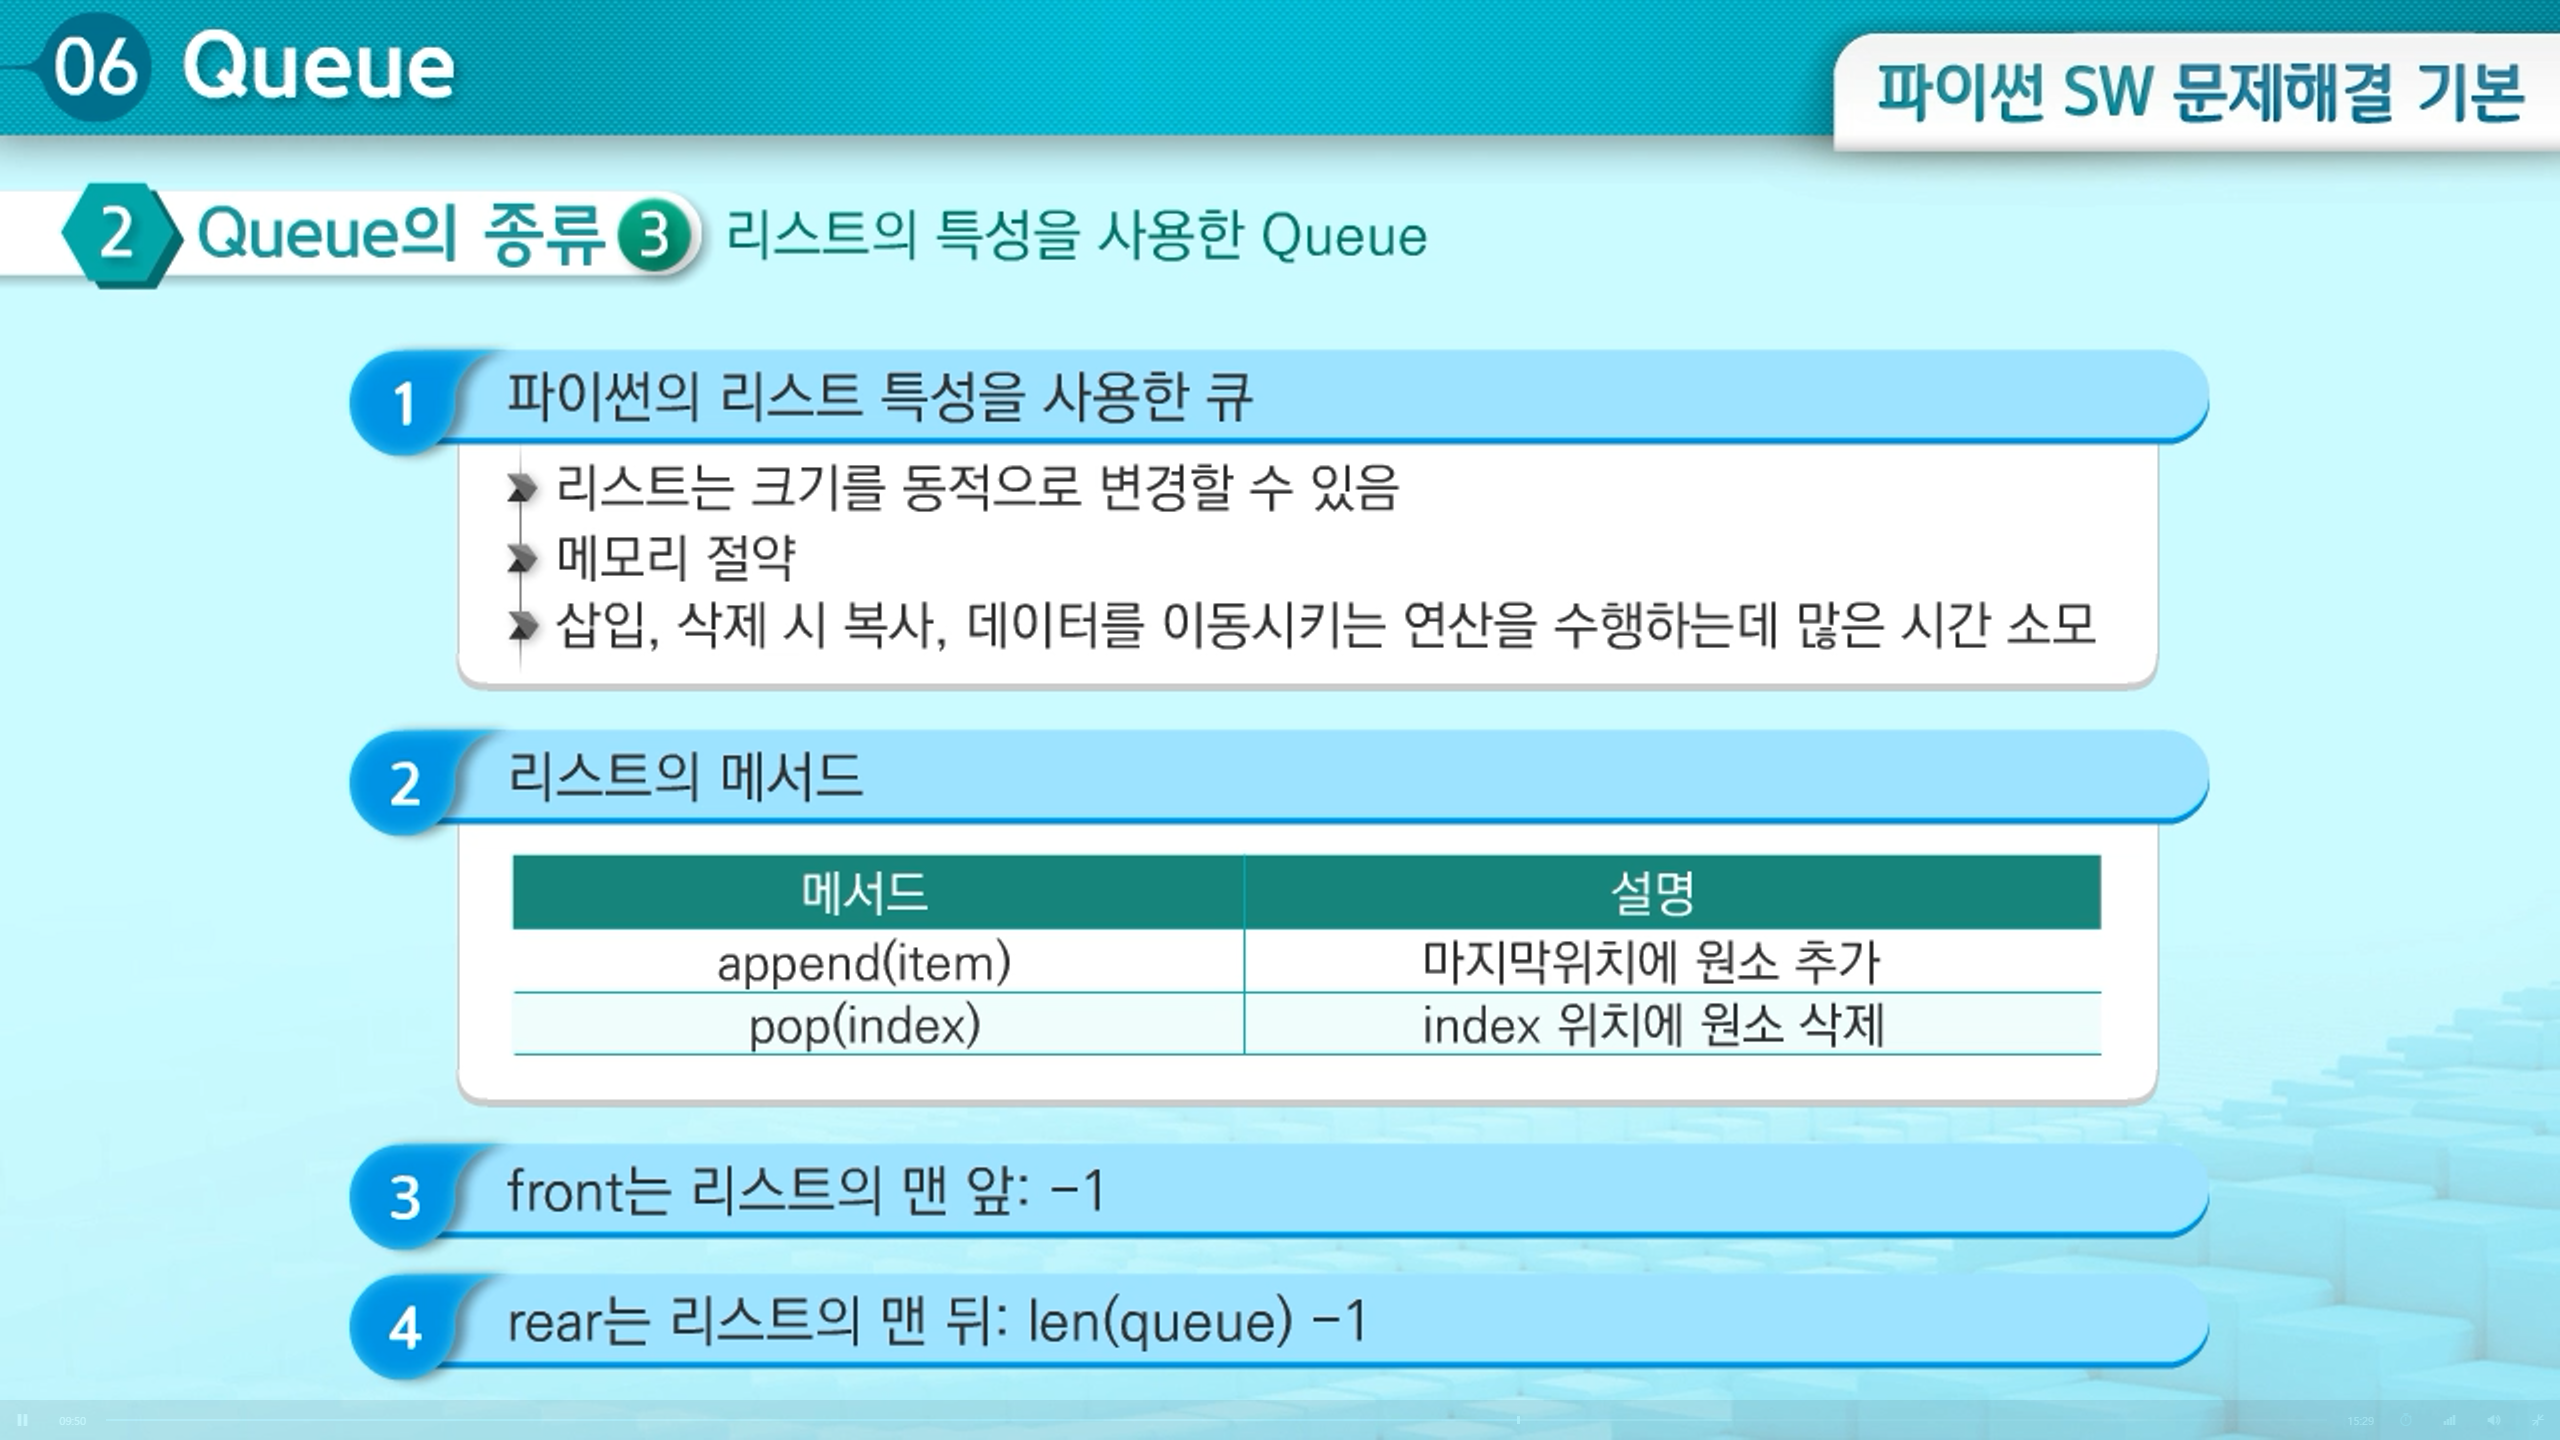 06 Queue
파이썬 SW 문제해결 기본
2 Queue의 종류 3 리스트의 특성을 사용한 Queue
1 파이썬의 리스트 특성을 사용한 큐
리스트는 크기를 동적으로 변경할 수 있음
메모리 절약
삽입, 삭제 시 복사, 데이터를 이동시키는 연산을 수행하는데 많은 시간 소모
2 리스트의 메서드
메서드 설명
append(item) 마지막위치에 원소 추가
pop(index) index 위치에 원소 삭제
3 front는 리스트의 맨 앞: -1
4 rear는 리스트의 맨 뒤: len(queue) -1
09:50 15:29